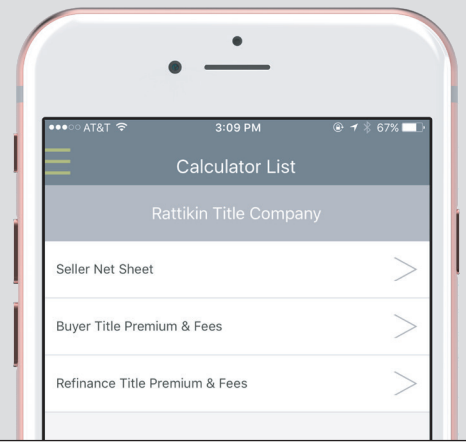 AT&T 3:09 PM 67%
Calculator List
Rattikin Title Company
Seller Net Sheet
Buyer Title Premium & Fees
Refinance Title Premium & Fees